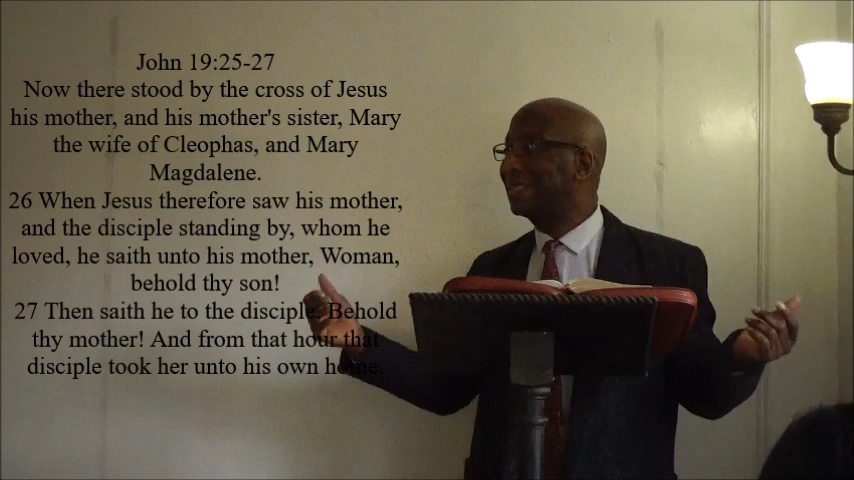 John 19:25-27
Now there stood by the cross of Jesus
his mother, and his mother's sister, Mary
the wife of Cleophas, and Mary
Magdalene.
26 When Jesus therefore saw his mother,
and the disciple standing by, whom he
loved, he saith unto his mother, Woman,
behold thy son!
27 Then saith he to the disciple, Behold
thy mother! And from that hour that
disciple took her unto his own home.